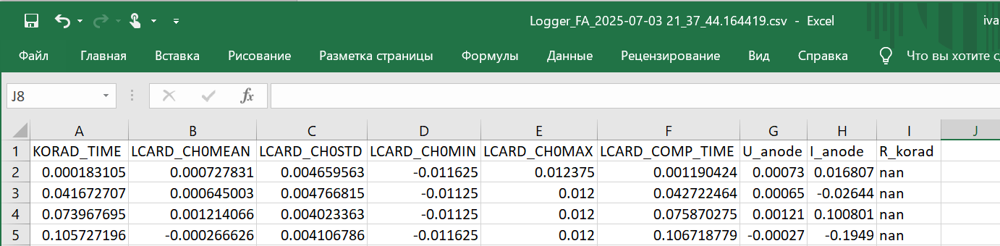 Logger_FA_2025-07-03 21_37_44.164419.csv - Excel
Файл Главная Вставка Рисование Разметка страницы Формулы Данные Рецензирование Вид Справка
J8 fx
A B C D E F G H I J
1 KORAD_TIME LCARD_CH0MEAN LCARD_CH0STD LCARD_CH0MIN LCARD_CH0MAX LCARD_COMP_TIME U_anode I_anode R_korad
2 0.000183105 0.000727831 0.004659563 -0.011625 0.012375 0.001190424 0.00073 0.016807 nan
3 0.041672707 0.000645003 0.004766815 -0.01125 0.012 0.042722464 0.00065 -0.02644 nan
4 0.073967695 0.001214066 0.004023363 -0.01125 0.012 0.075870275 0.00121 0.100801 nan
5 0.105727196 -0.000266626 0.004106786 -0.011625 0.012 0.106718779 -0.00027 -0.1949 nan